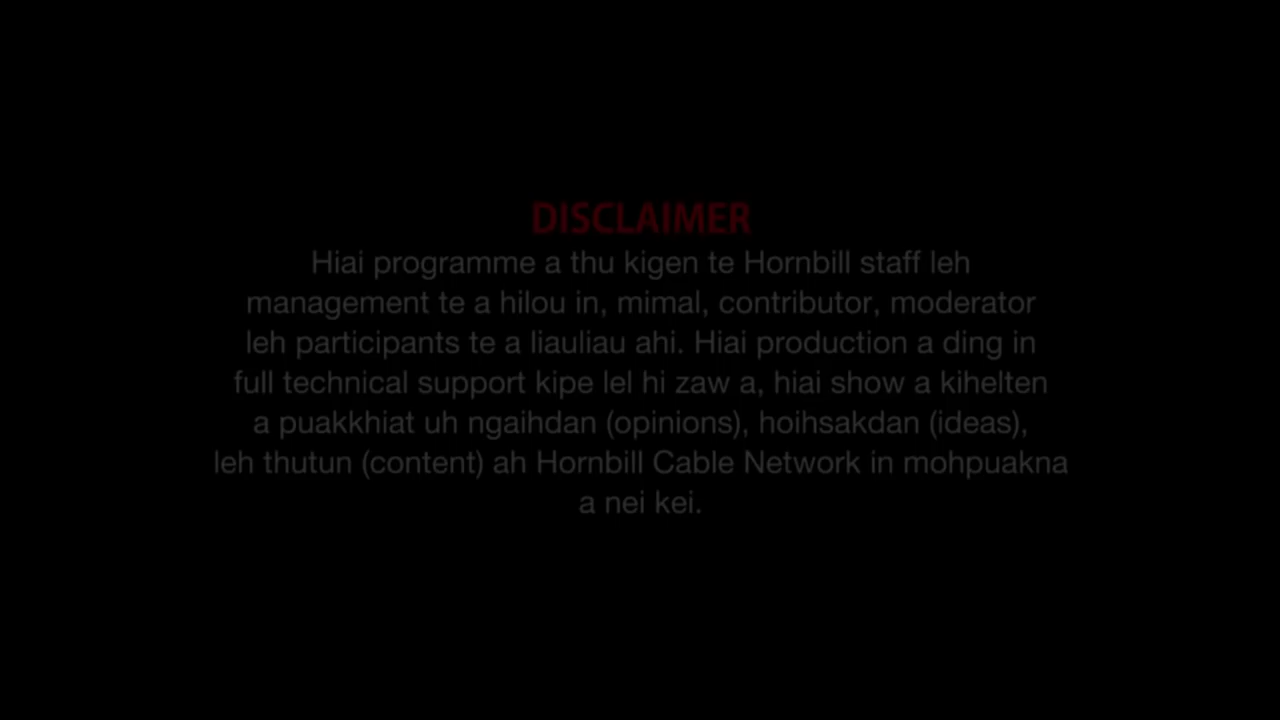 DISCLAIMER
Hiai programme a thu kigen te Hornbill staff leh
management te a hilou in, mimal, contributor, moderator
leh participants te a liauliau ahi. Hiai production a ding in
full technical support kipe lel hi zaw a, hiai show a kihelten
a puakkhiat uh ngaihdan (opinions), hoihsakdan (ideas),
leh thutun (content) ah Hornbill Cable Network in mohpuakna
a nei kei.